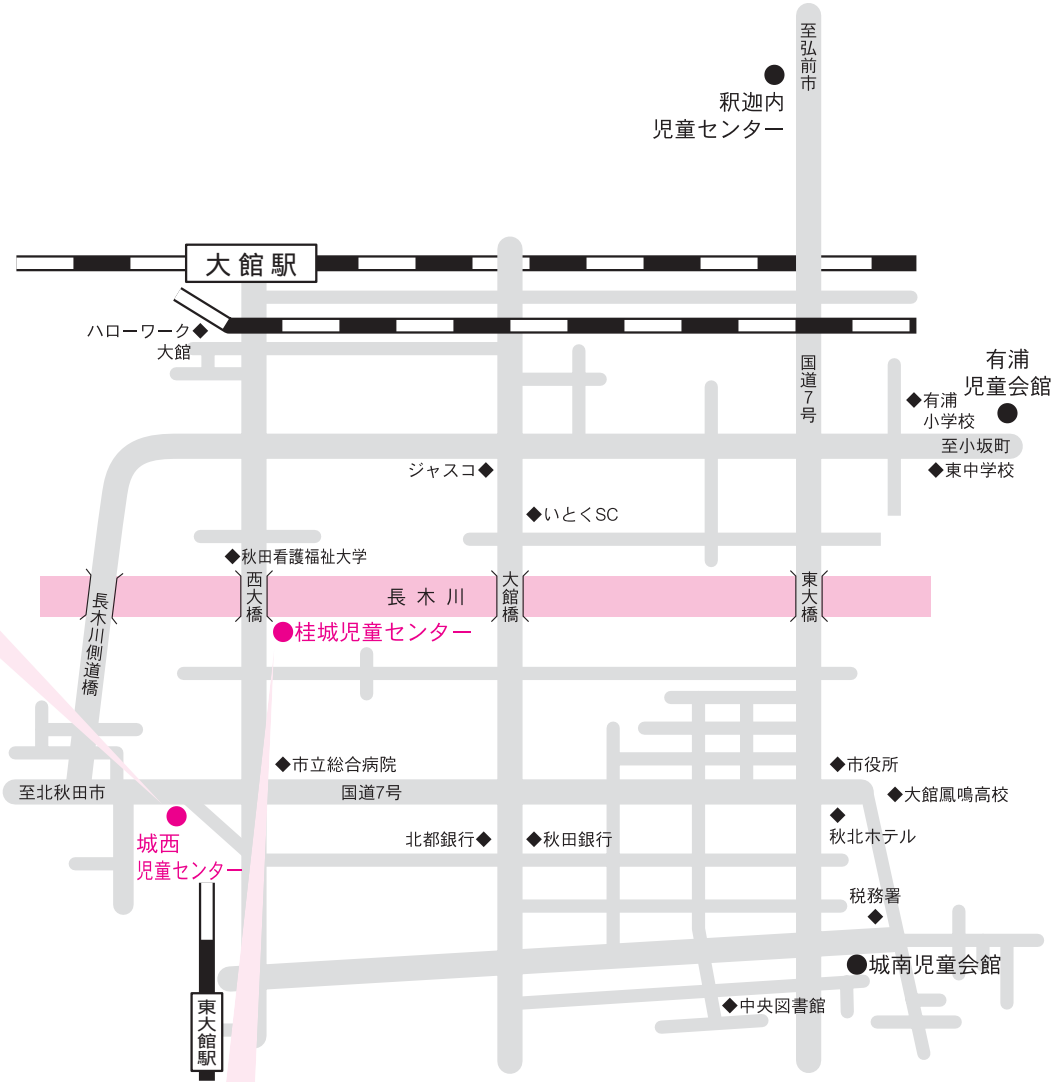 至弘前市
釈迦内
児童センター
大館駅
ハローワーク
大館
国道7号
有浦
児童会館
有浦
小学校
至小坂町
ジャスコ
東中学校
いとくSC
秋田看護福祉大学
西大橋
長木川
大館橋
東大橋
長木川側道橋
桂城児童センター
市立総合病院
市役所
至北秋田市
国道7号
大館鳳鳴高校
城西
児童センター
北都銀行
秋田銀行
秋北ホテル
税務署
城南児童会館
中央図書館
東大館駅